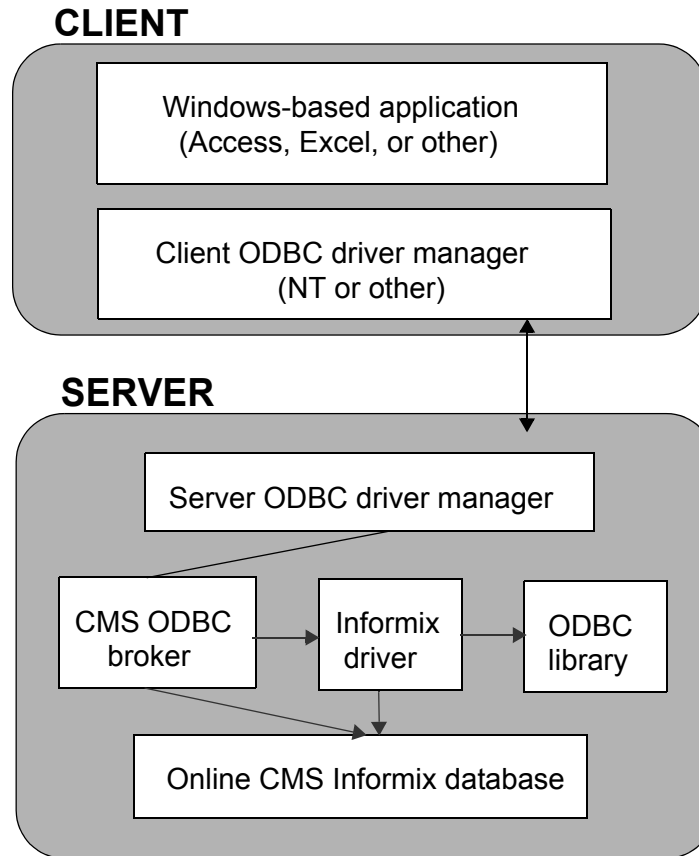 CLIENT
Windows-based application
(Access, Excel, or other)
Client ODBC driver manager
(NT or other)
SERVER
Server ODBC driver manager
CMS ODBC
broker
Informix
driver
ODBC
library
Online CMS Informix database